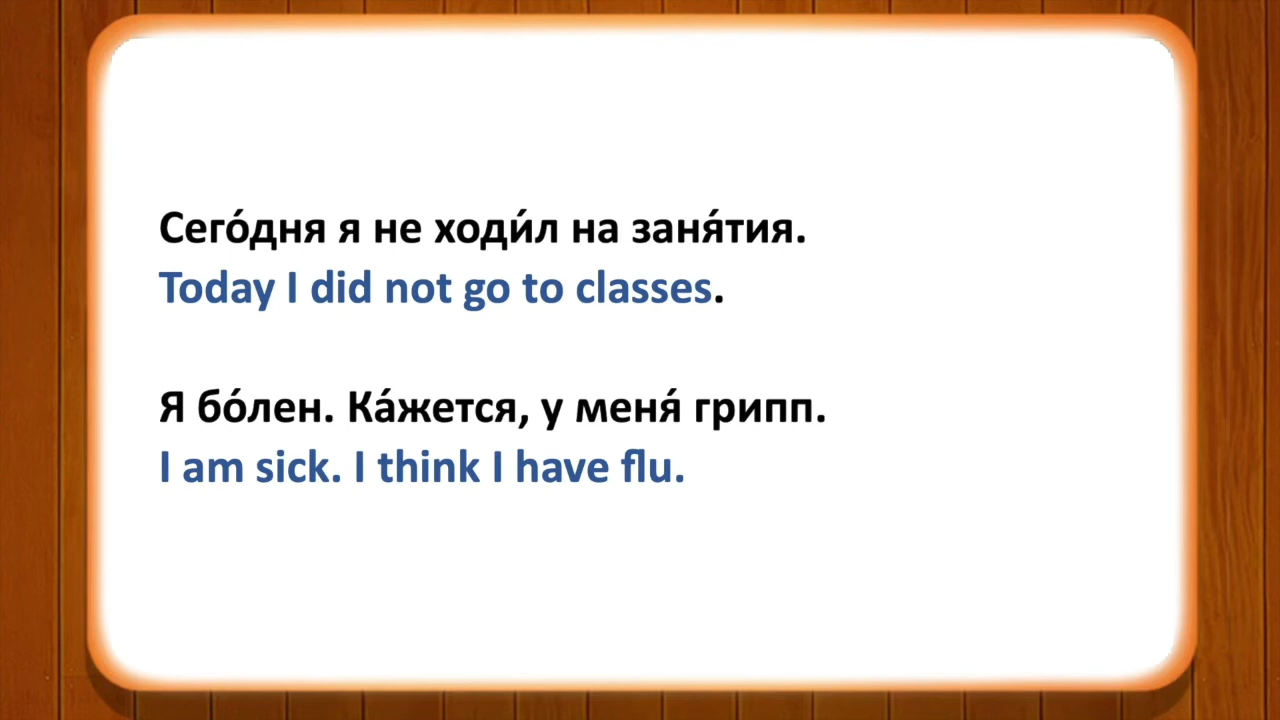 Сего́дня я не ходи́л на заня́тия.
Today I did not go to classes.
Я бо́лен. Ка́жется, у меня́ грипп.
I am sick. I think I have flu.